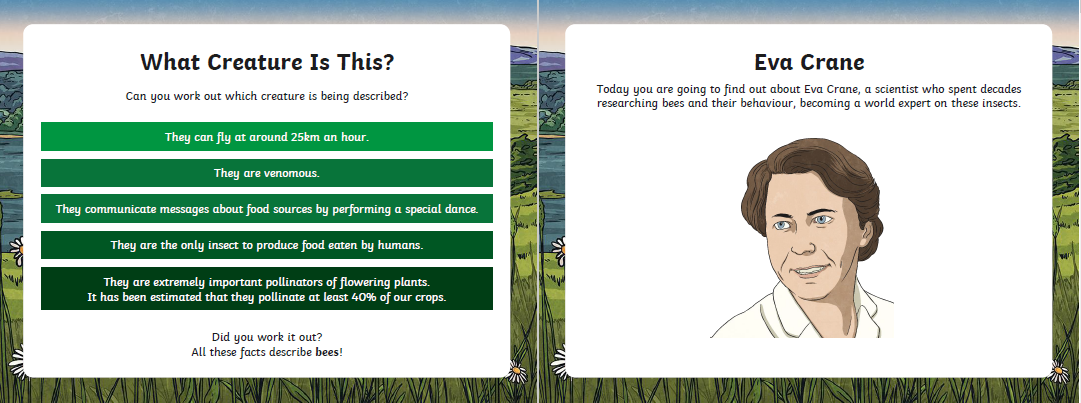 What Creature Is This?
Can you work out which creature is being described?
They can fly at around 25km an hour.
They are venomous.
They communicate messages about food sources by performing a special dance.
They are the only insect to produce food eaten by humans.
They are extremely important pollinators of flowering plants.
It has been estimated that they pollinate at least 40% of our crops.
Did you work it out?
All these facts describe bees!
Eva Crane
Today you are going to find out about Eva Crane, a scientist who spent decades
researching bees and their behaviour, becoming a world expert on these insects.